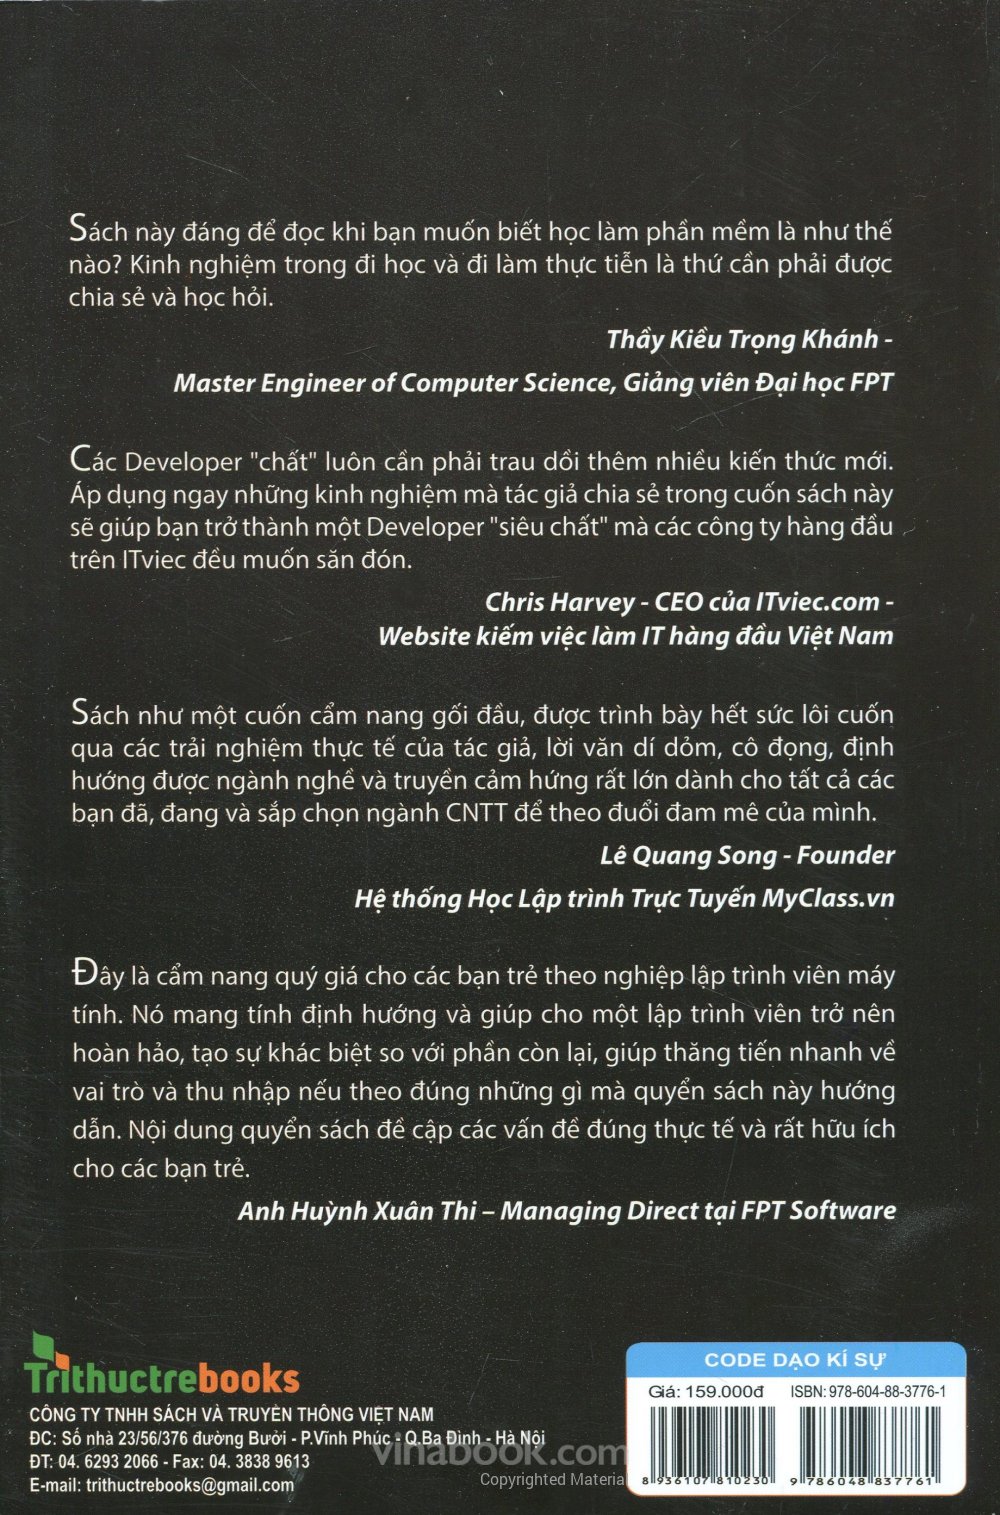 Sách này đáng để đọc khi bạn muốn biết học làm phần mềm là như thế
nào? Kinh nghiệm trong đi học và đi làm thực tiễn là thứ cần phải được
chia sẻ và học hỏi.
Thầy Kiều Trọng Khánh -
Master Engineer of Computer Science, Giảng viên Đại học FPT
Các Developer "chất" luôn cần phải trau dồi thêm nhiều kiến thức mới.
Áp dụng ngay những kinh nghiệm mà tác giả chia sẻ trong cuốn sách này
sẽ giúp bạn trở thành một Developer "siêu chất" mà các công ty hàng đầu
trên ITviec đều muốn săn đón.
Chris Harvey - CEO của ITviec.com -
Website kiếm việc làm IT hàng đầu Việt Nam
Sách như một cuốn cẩm nang gối đầu, được trình bày hết sức lôi cuốn
qua các trải nghiệm thực tế của tác giả, lời văn dí dỏm, cô đọng, định
hướng được ngành nghề và truyền cảm hứng rất lớn dành cho tất cả các
bạn đã, đang và sắp chọn ngành CNTT để theo đuổi đam mê của mình.
Lê Quang Song - Founder
Hệ thống Học Lập trình Trực Tuyến MyClass.vn
Đây là cẩm nang quý giá cho các bạn trẻ theo nghiệp lập trình viên máy
tính. Nó mang tính định hướng và giúp cho một lập trình viên trở nên
hoàn hảo, tạo sự khác biệt so với phần còn lại, giúp thăng tiến nhanh về
vai trò và thu nhập nếu theo đúng những gì mà quyển sách này hướng
dẫn. Nội dung quyển sách đề cập các vấn đề đúng thực tế và rất hữu ích
cho các bạn trẻ.
Anh Huỳnh Xuân Thi – Managing Direct tại FPT Software
Trithuctrebooks
CÔNG TY TNHH SÁCH VÀ TRUYỀN THÔNG VIỆT NAM
ĐC: Số nhà 23/56/376 đường Bưởi - P.Vĩnh Phúc - Q.Ba Đình - Hà Nội
ĐT: 04. 6293 2066 - Fax: 04. 3838 9613
E-mail: trithuctrebooks@gmail.com
vinabook.com
Copyrighted Material
CODE DẠO KÍ SỰ
Giá: 159.000đ ISBN: 978-604-88-3776-1
8 936107 810230 9 786048 837761